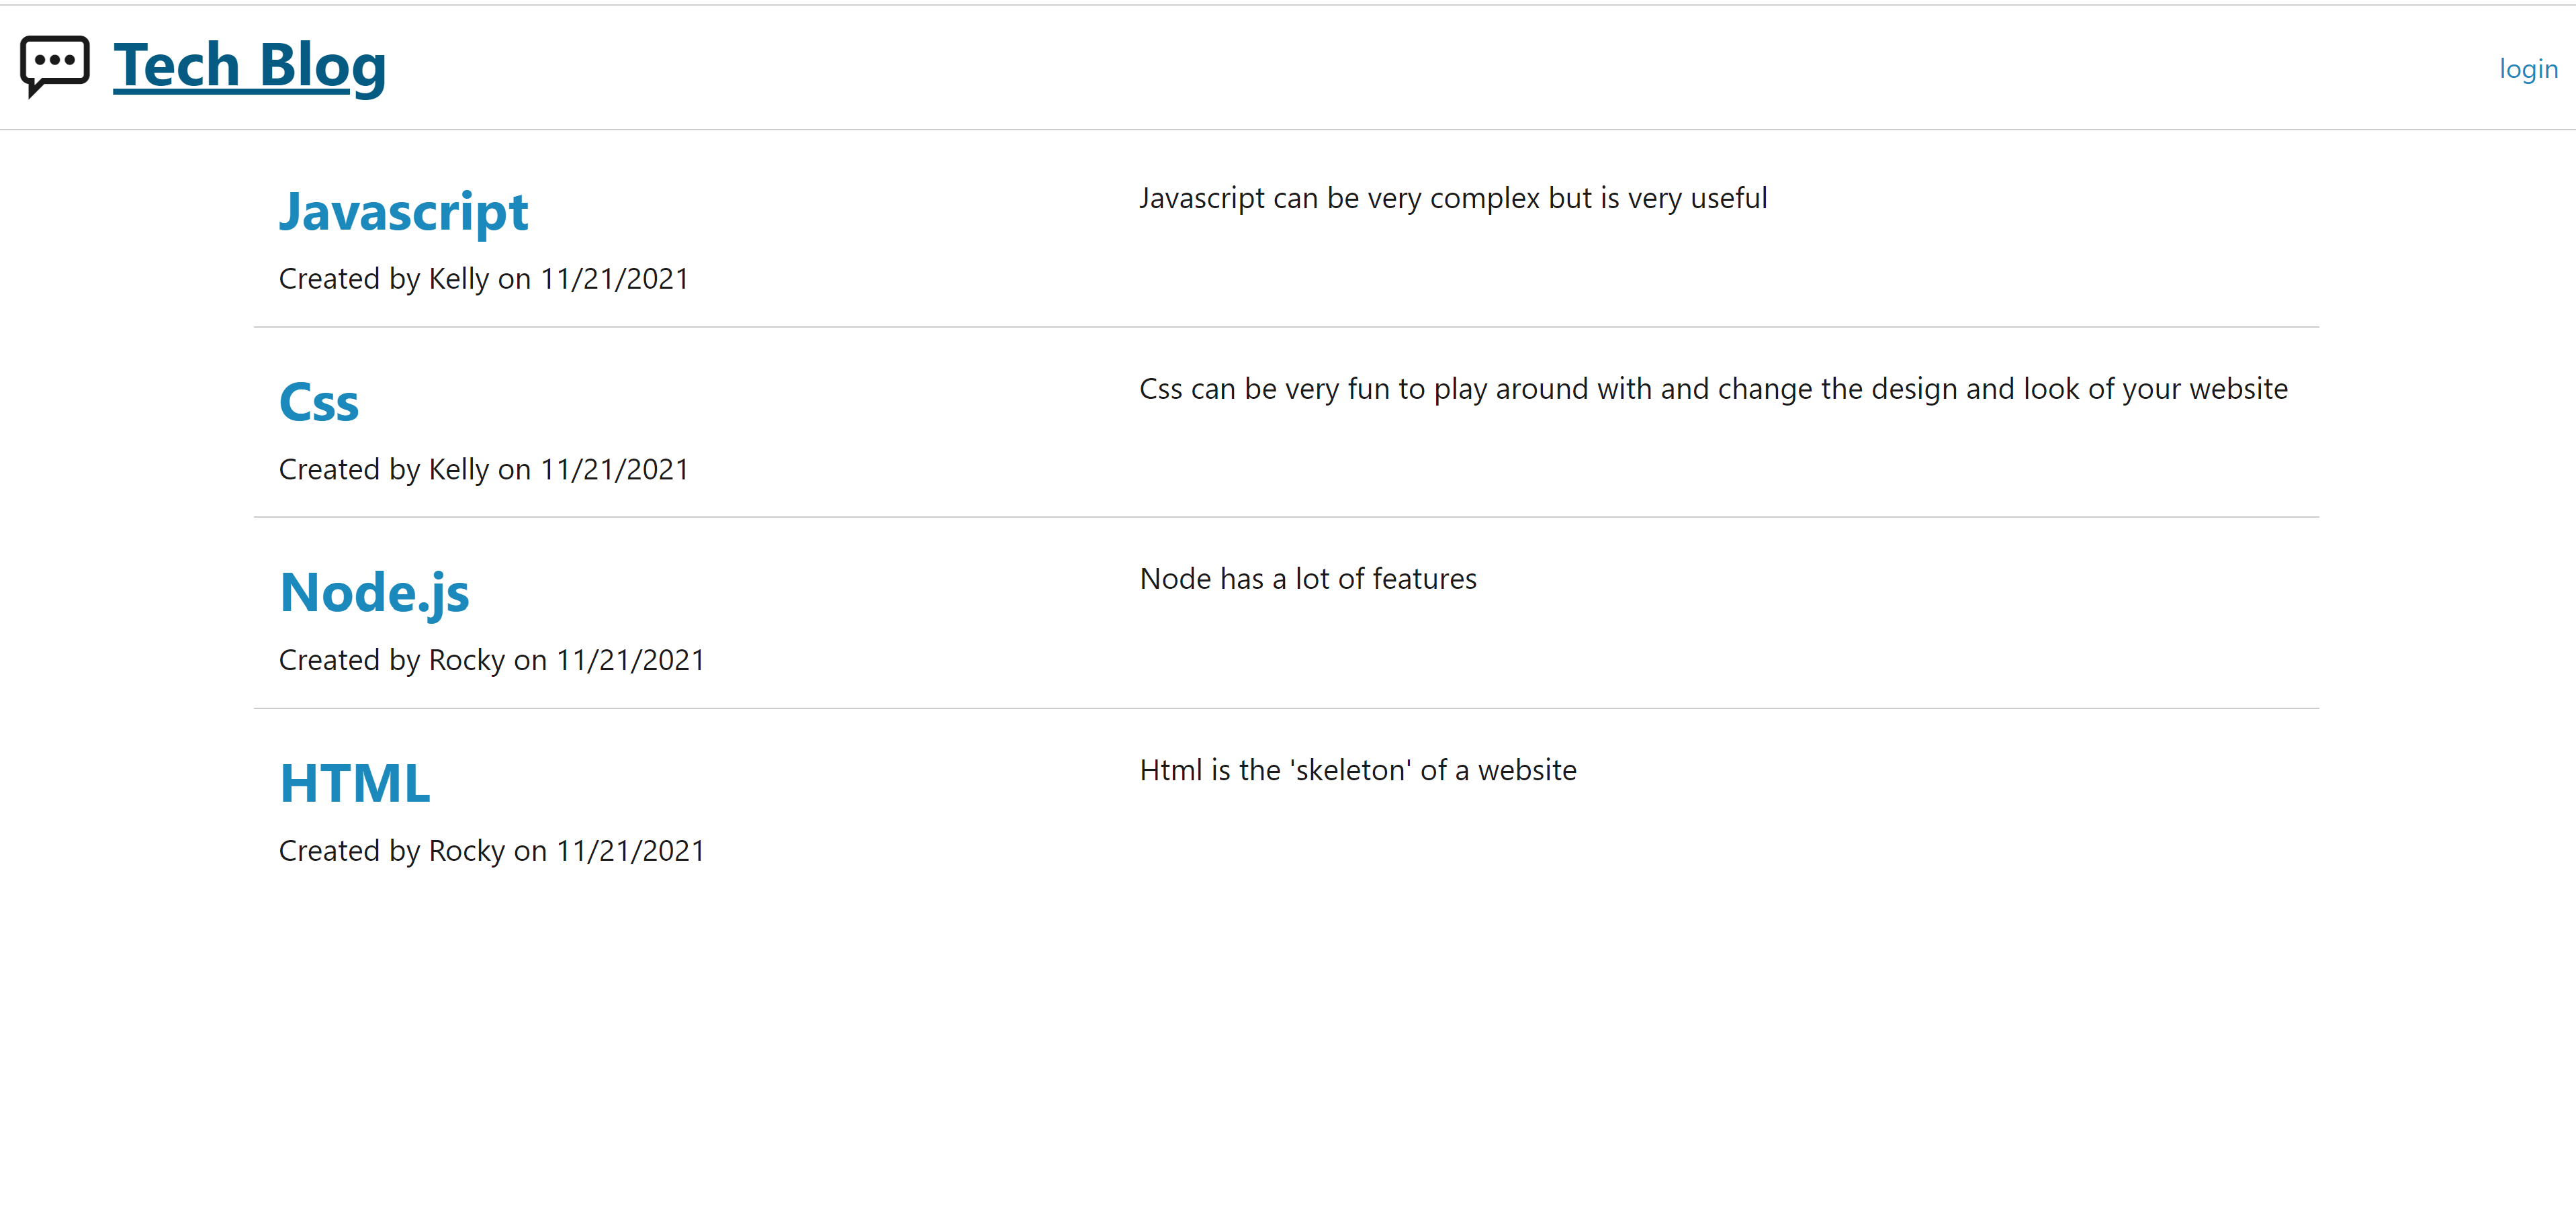 Tech Blog
login
Javascript
Javascript can be very complex but is very useful
Created by Kelly on 11/21/2021
Css
Css can be very fun to play around with and change the design and look of your website
Created by Kelly on 11/21/2021
Node.js
Node has a lot of features
Created by Rocky on 11/21/2021
HTML
Html is the 'skeleton' of a website
Created by Rocky on 11/21/2021